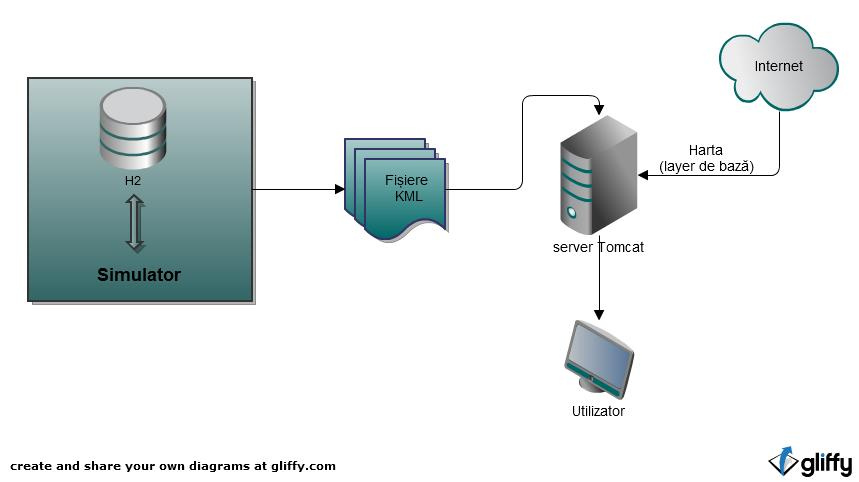 Internet
H2
Simulator
Fișiere
KML
Harta
(layer de bază)
server Tomcat
Utilizator
create and share your own diagrams at gliffy.com
gliffy